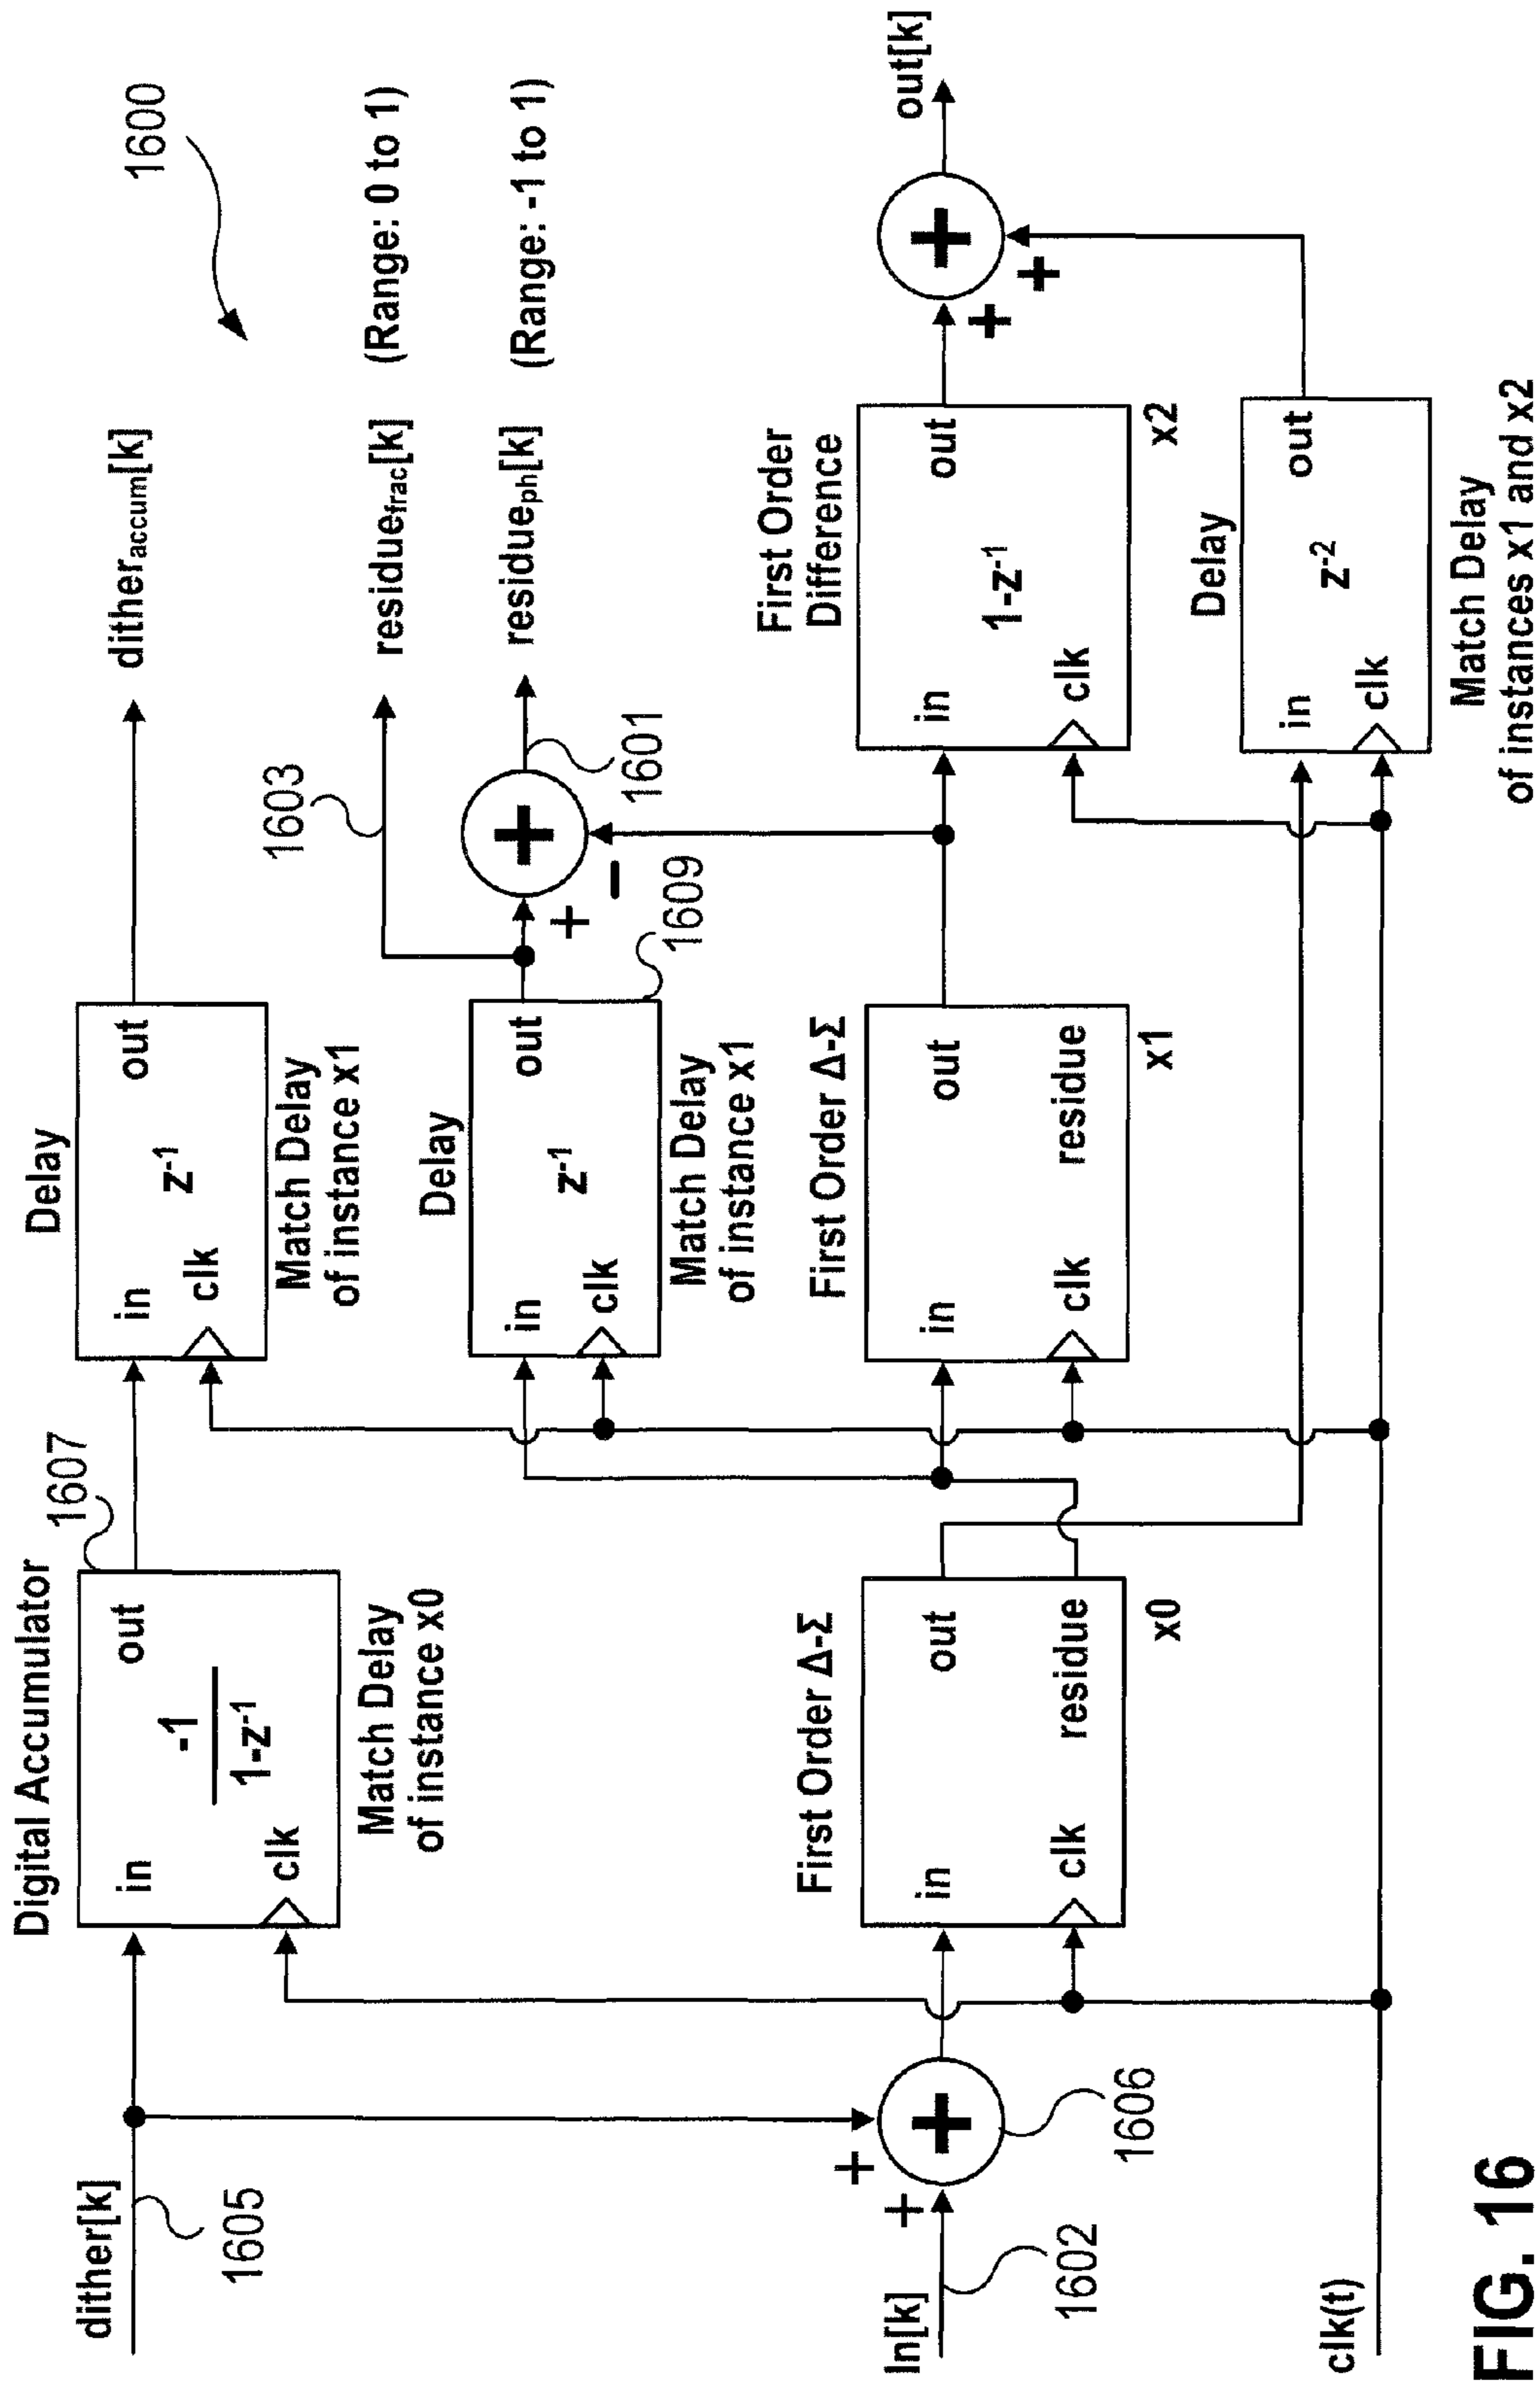 1600
dither[k]
1605
Digital Accumulator
in
out
-1
1-z-1
clk
1607
Match Delay
of instance x0
Delay
in
out
z-1
clk
Match Delay
of instance x1
ditheraccum[k]
1603
residuefrac[k] (Range: 0 to 1)
Delay
in
out
z-1
clk
1609
Match Delay
of instance x1
+
+
-
1601
residueph[k] (Range: -1 to 1)
In[k]
1602
+
+
+
1606
First Order Δ-Σ
in
out
clk
residue
x0
First Order Δ-Σ
in
out
clk
residue
x1
First Order
Difference
in
out
1-z-1
clk
x2
+
+
+
out[k]
Delay
in
out
z-2
clk
Match Delay
of instances x1 and x2
clk(t)
FIG. 16